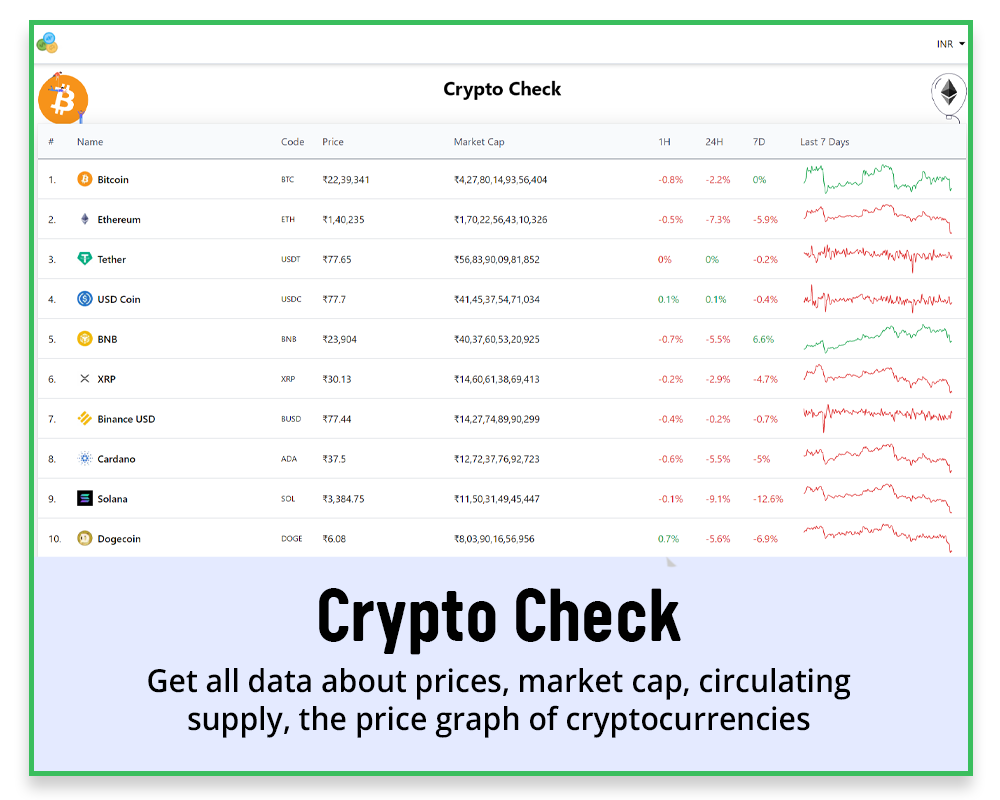 INR
Crypto Check
# Name Code Price Market Cap 1H 24H 7D Last 7 Days
1. Bitcoin BTC ₹22,39,341 ₹4,27,80,14,93,56,404 -0.8% -2.2% 0%
2. Ethereum ETH ₹1,40,235 ₹1,70,22,56,43,10,326 -0.5% -7.3% -5.9%
3. Tether USDT ₹77.65 ₹56,83,90,09,81,852 0% 0% -0.2%
4. USD Coin USDC ₹77.7 ₹41,45,37,54,71,034 0.1% 0.1% -0.4%
5. BNB BNB ₹23,904 ₹40,37,60,53,20,925 -0.7% -5.5% 6.6%
6. XRP XRP ₹30.13 ₹14,60,61,38,69,413 -0.2% -2.9% -4.7%
7. Binance USD BUSD ₹77.44 ₹14,27,74,89,90,299 -0.4% -0.2% -0.7%
8. Cardano ADA ₹37.5 ₹12,72,37,76,92,723 -0.6% -5.5% -5%
9. Solana SOL ₹3,384.75 ₹11,50,31,49,45,447 -0.1% -9.1% -12.6%
10. Dogecoin DOGE ₹6.08 ₹8,03,90,16,56,956 0.7% -5.6% -6.9%
Crypto Check
Get all data about prices, market cap, circulating
supply, the price graph of cryptocurrencies